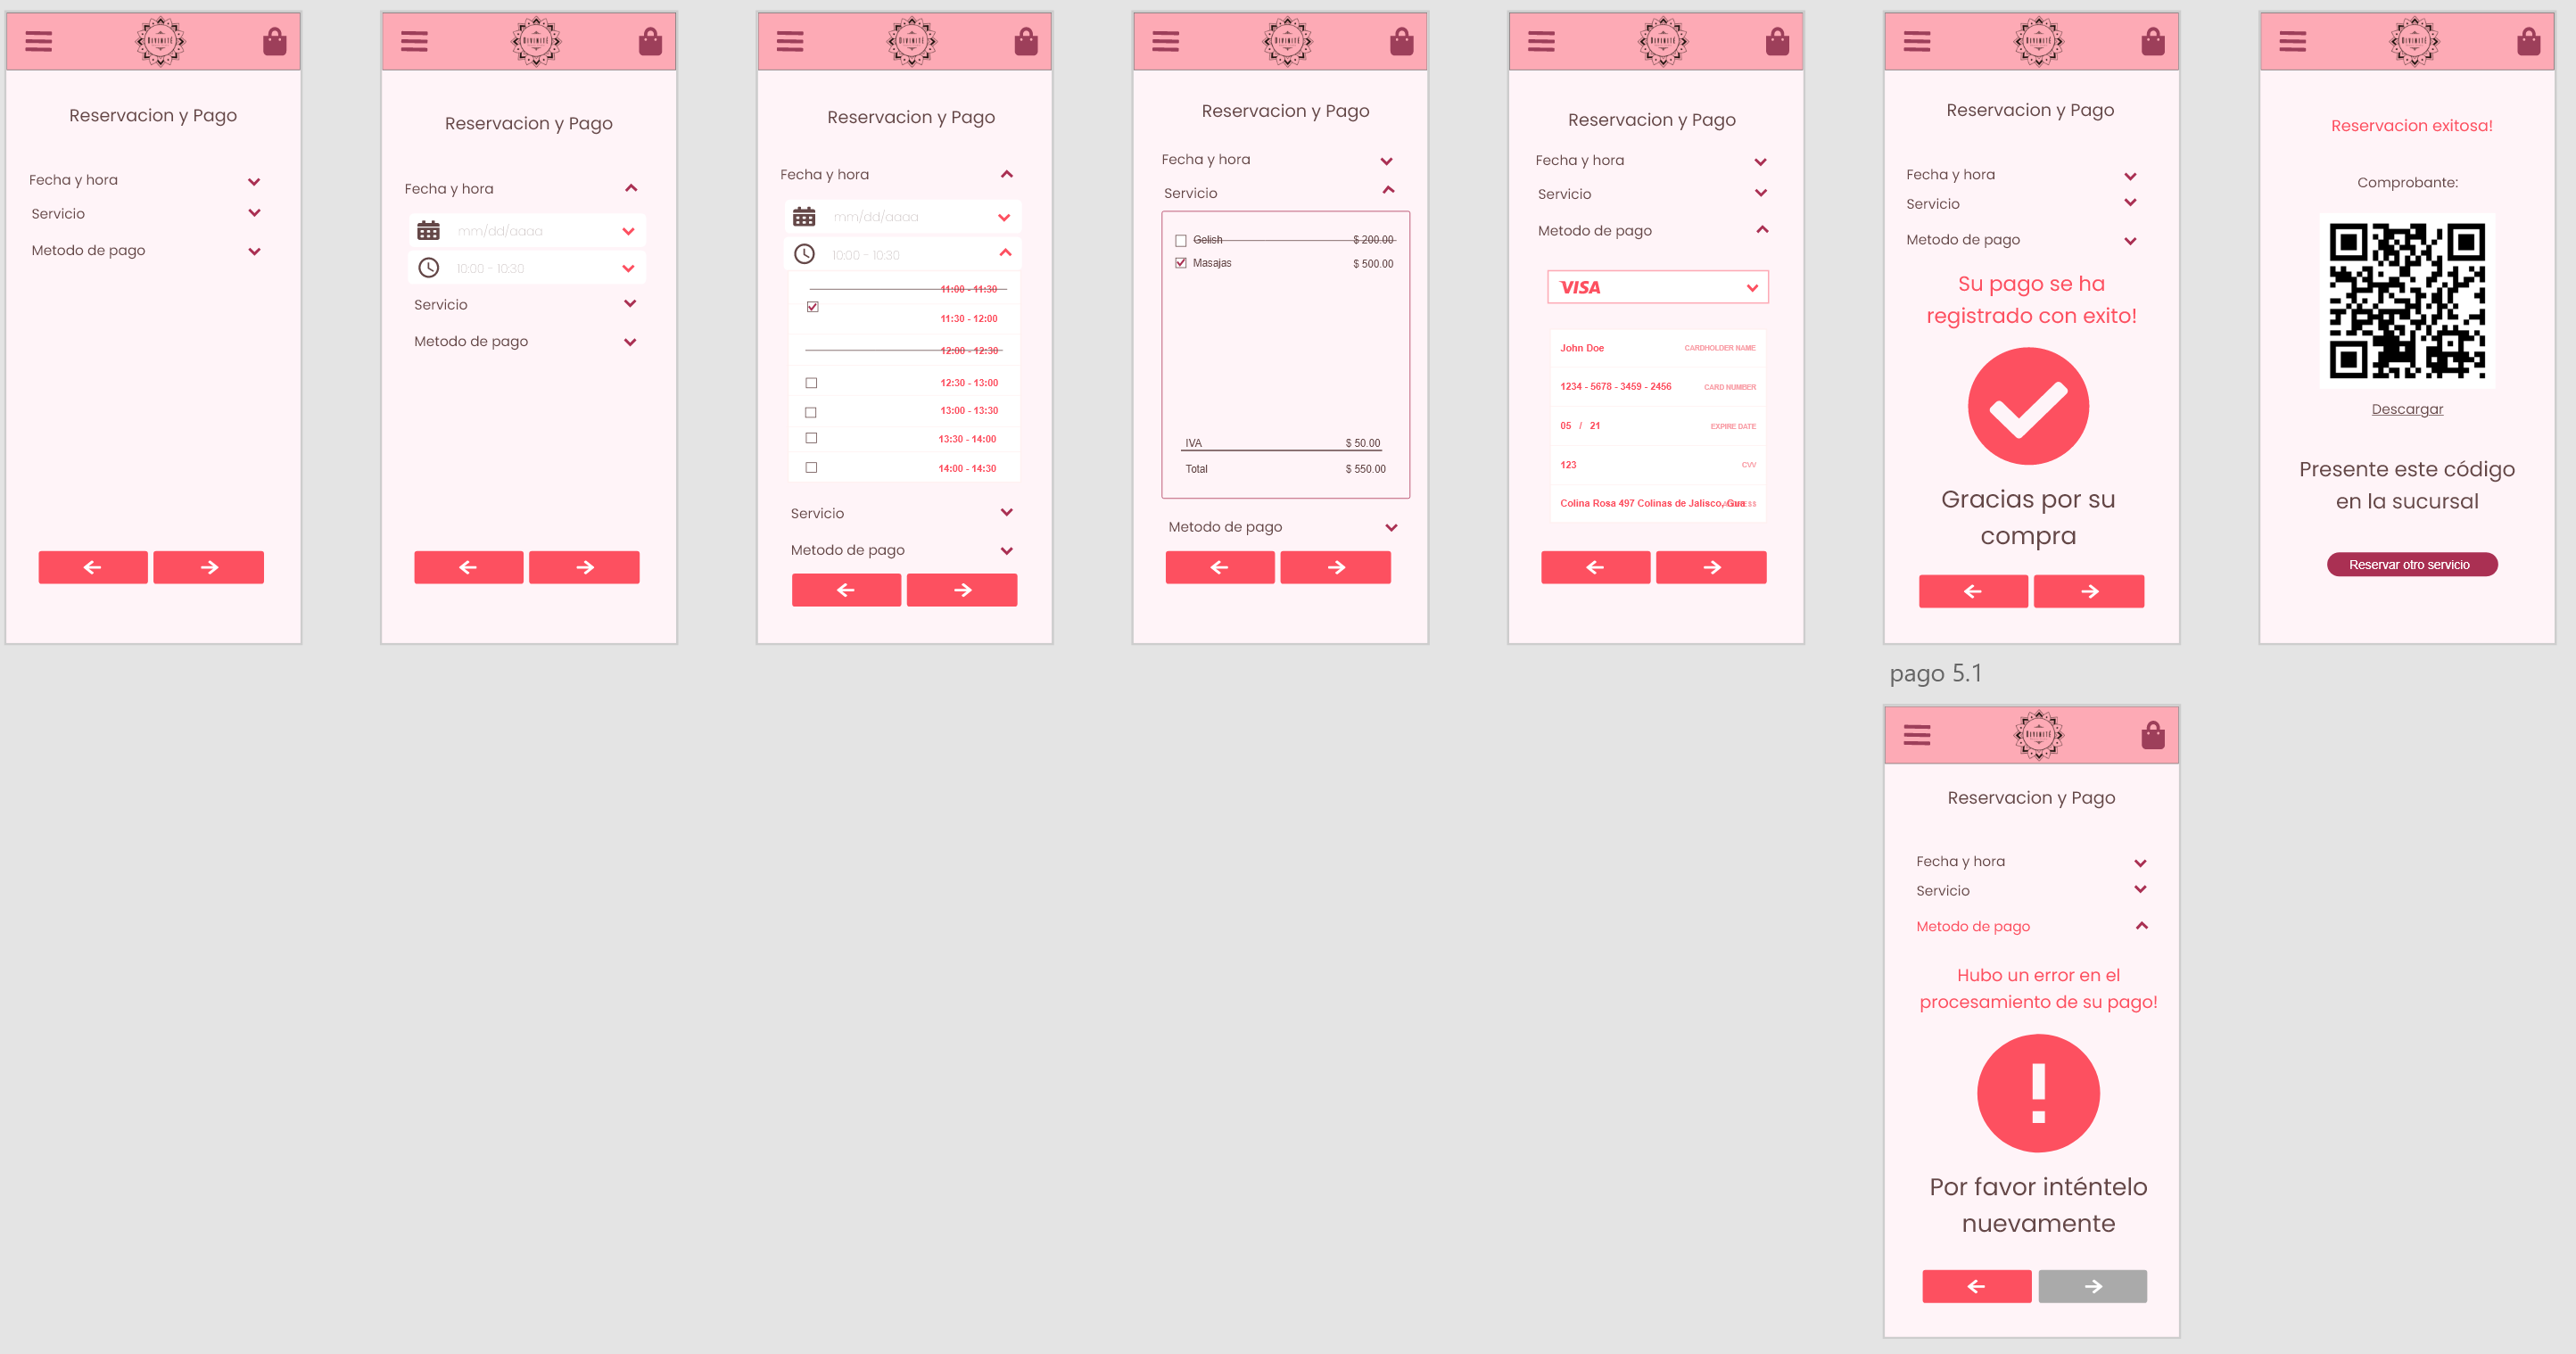 DIVINITÉ
Reservacion y Pago
Fecha y hora
Servicio
Metodo de pago
DIVINITÉ
Reservacion y Pago
Fecha y hora
mm/dd/aaaa
10:00 - 10:30
Servicio
Metodo de pago
DIVINITÉ
Reservacion y Pago
Fecha y hora
mm/dd/aaaa
10:00 - 10:30
11:00 - 11:30
11:30 - 12:00
12:00 - 12:30
12:30 - 13:00
13:00 - 13:30
13:30 - 14:00
14:00 - 14:30
Servicio
Metodo de pago
DIVINITÉ
Reservacion y Pago
Fecha y hora
Servicio
Gelish $ 200.00
Masajas $ 500.00
IVA $ 50.00
Total $ 550.00
Metodo de pago
DIVINITÉ
Reservacion y Pago
Fecha y hora
Servicio
Metodo de pago
VISA
John Doe CARDHOLDER NAME
1234 - 5678 - 3459 - 2456 CARD NUMBER
05 / 21 EXPIRE DATE
123 CVV
Colina Rosa 497 Colinas de Jalisco, Gua
DIVINITÉ
Reservacion y Pago
Fecha y hora
Servicio
Metodo de pago
Su pago se ha
registrado con exito!
Gracias por su
compra
DIVINITÉ
Reservacion exitosa!
Comprobante:
Descargar
Presente este código
en la sucursal
Reservar otro servicio
pago 5.1
DIVINITÉ
Reservacion y Pago
Fecha y hora
Servicio
Metodo de pago
Hubo un error en el
procesamiento de su pago!
Por favor inténtelo
nuevamente